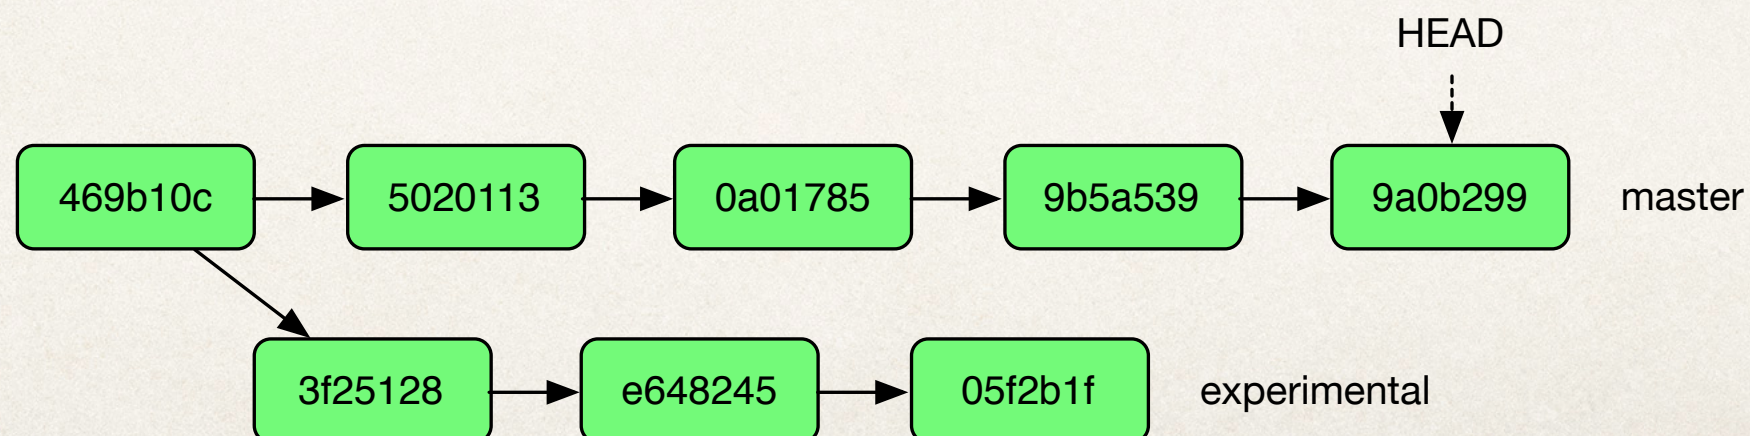 HEAD
469b10c 5020113 0a01785 9b5a539 9a0b299 master
3f25128 e648245 05f2b1f experimental